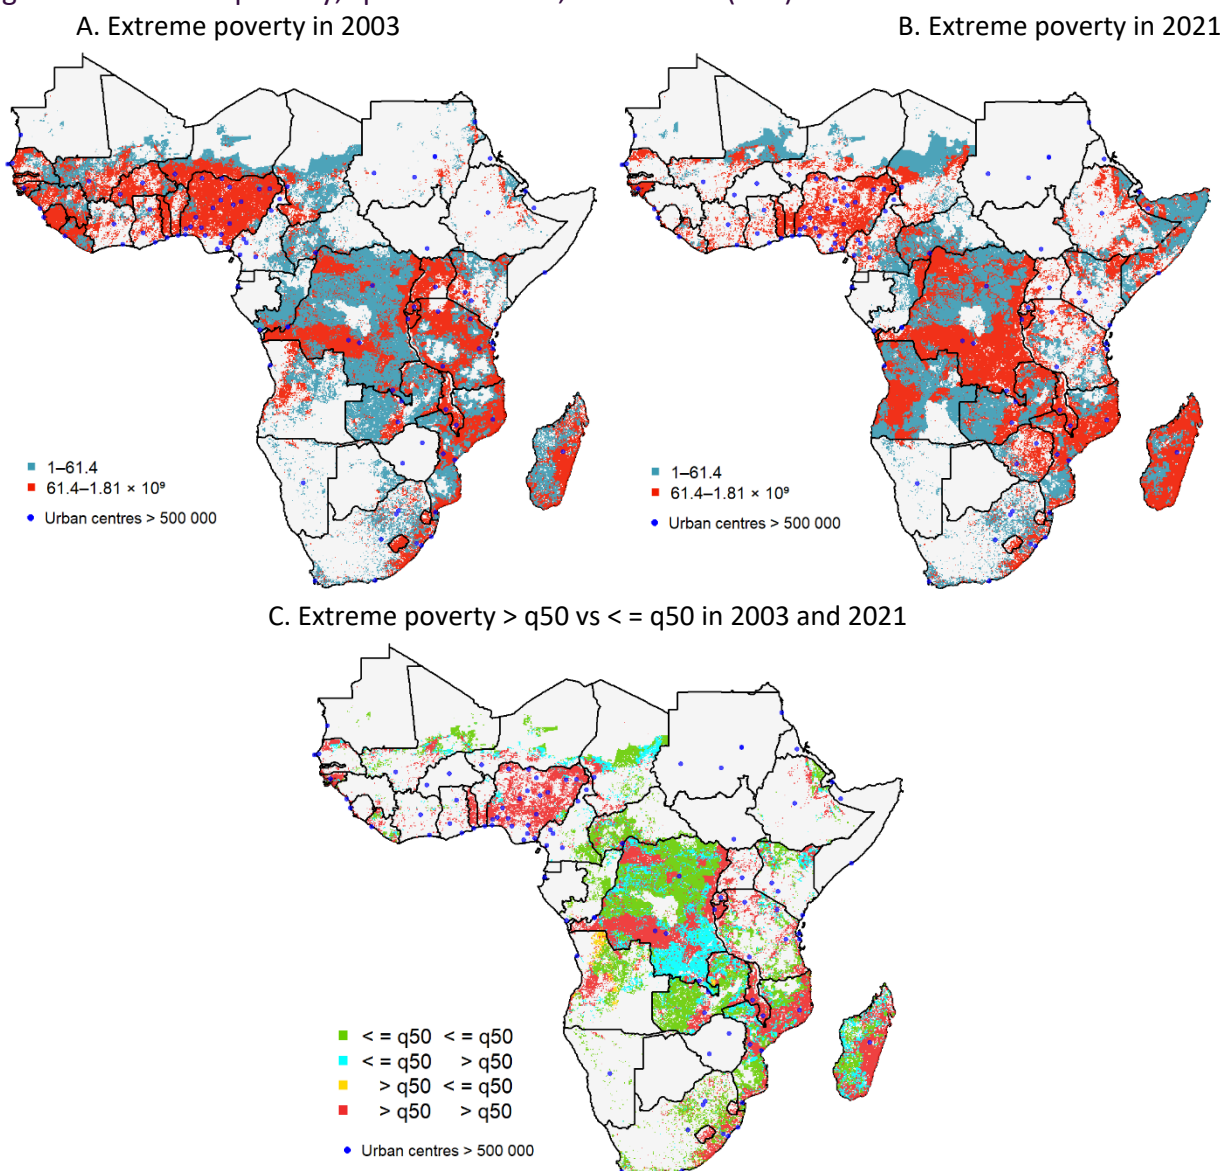 A. Extreme poverty in 2003
B. Extreme poverty in 2021
1–61.4
61.4–1.81 × 10⁹
Urban centres > 500 000
1–61.4
61.4–1.81 × 10⁹
Urban centres > 500 000
C. Extreme poverty > q50 vs < = q50 in 2003 and 2021
< = q50 < = q50
< = q50 > q50
> q50 < = q50
> q50 > q50
Urban centres > 500 000